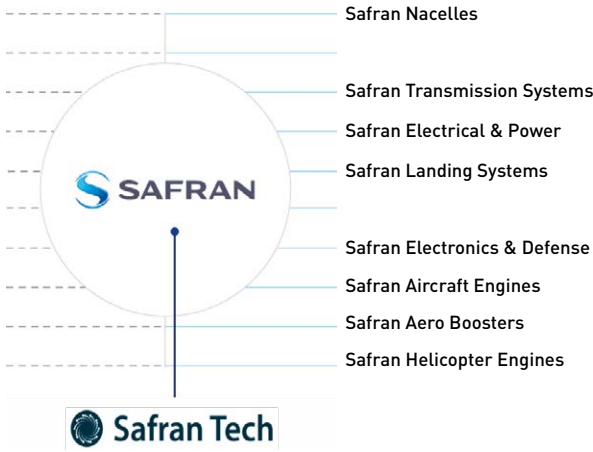 Safran Nacelles
Safran Transmission Systems
Safran Electrical & Power
Safran Landing Systems
SAFRAN
Safran Electronics & Defense
Safran Aircraft Engines
Safran Aero Boosters
Safran Helicopter Engines
Safran Tech